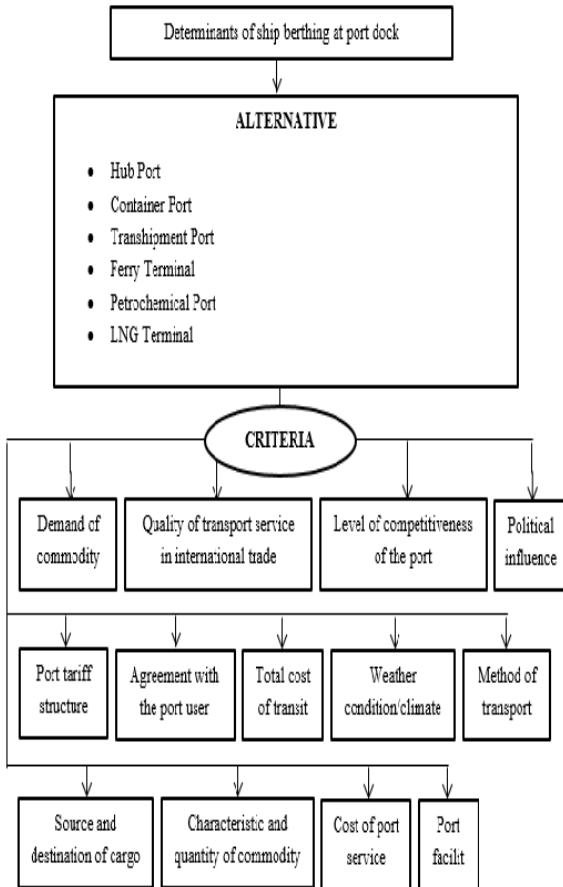 Determinants of ship berthing at port dock
ALTERNATIVE
• Hub Port
• Container Port
• Transhipment Port
• Ferry Terminal
• Petrochemical Port
• LNG Terminal
CRITERIA
Demand of
commodity
Quality of transport service
in international trade
Level of competitiveness
of the port
Political
influence
Port tariff
structure
Agreement with
the port user
Total cost
of transit
Weather
condition/climate
Method of
transport
Source and
destination of cargo
Characteristic and
quantity of commodity
Cost of port
service
Port
facilit